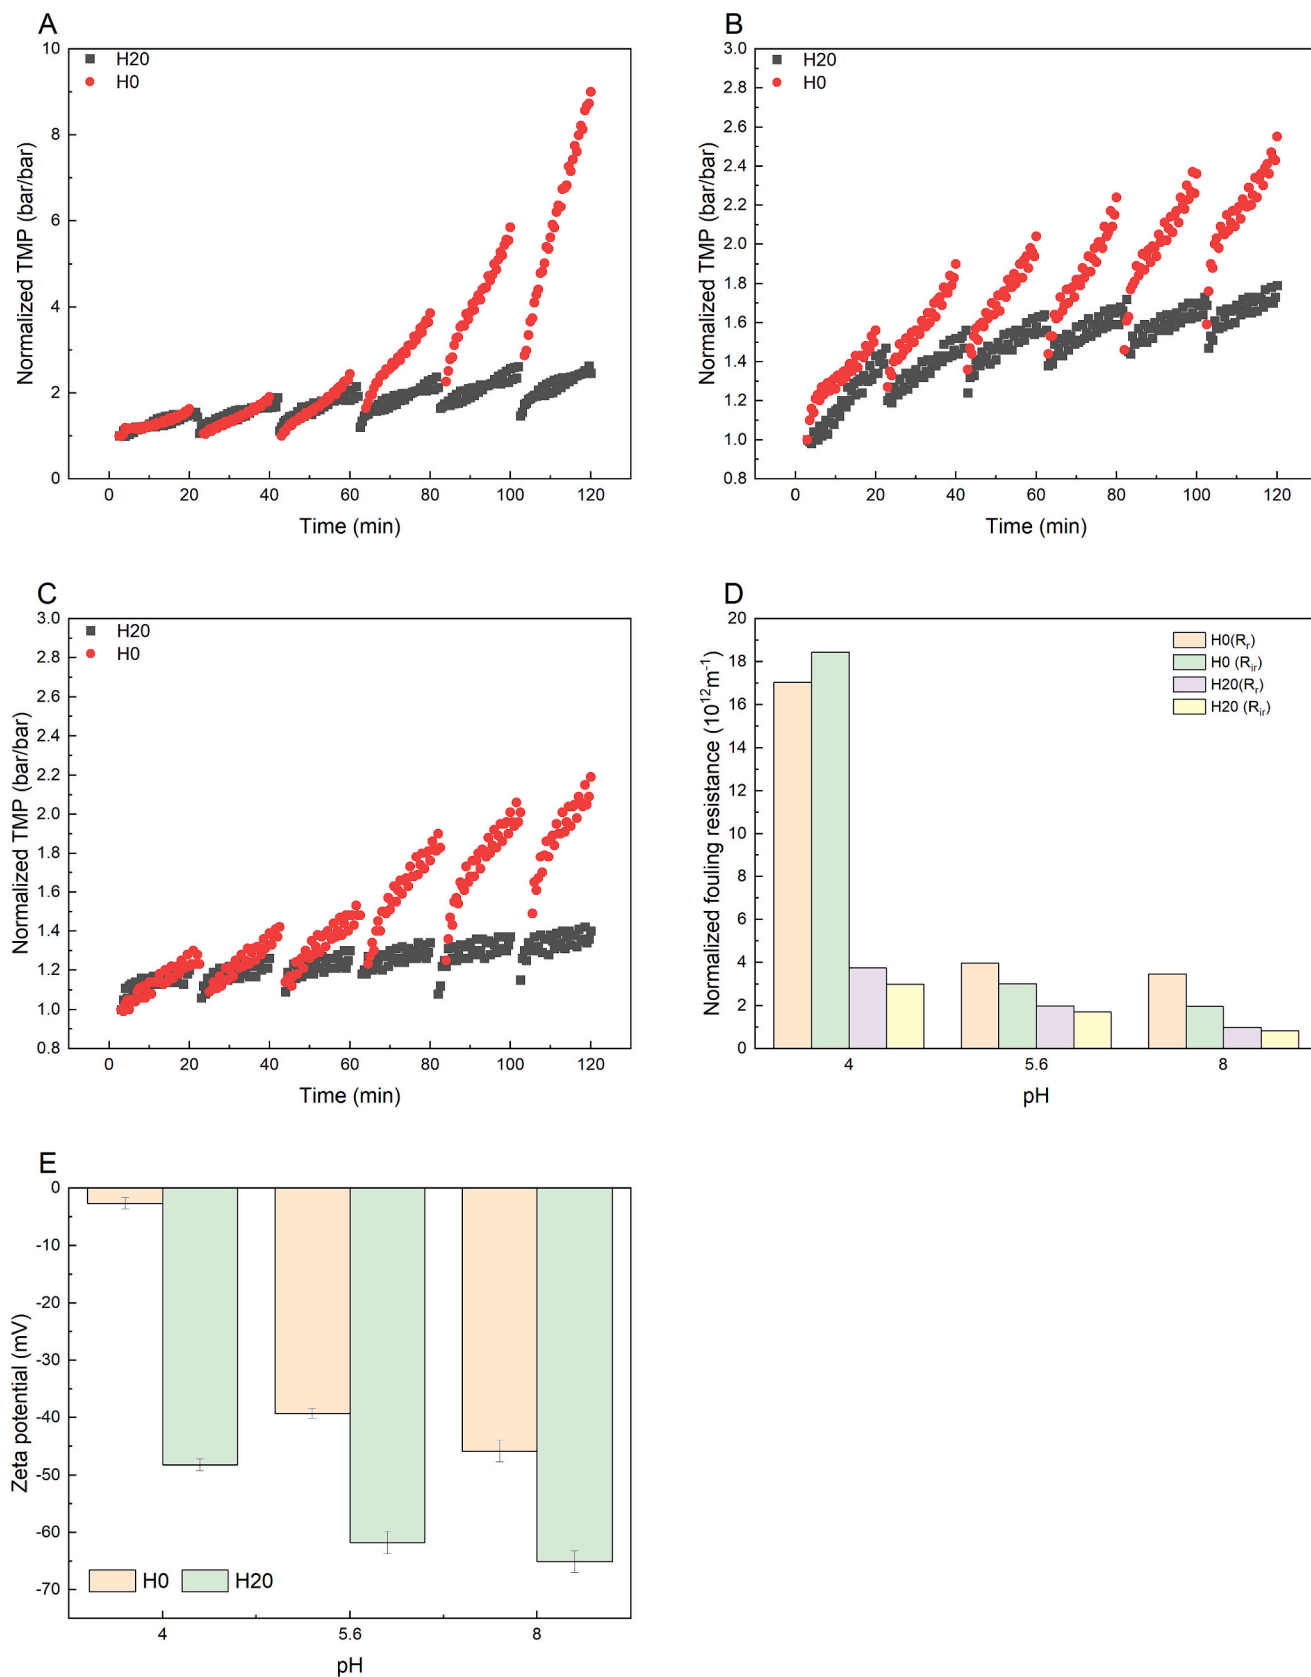 A
H20
H0
10
8
6
4
2
0
Normalized TMP (bar/bar)
0 20 40 60 80 100 120
Time (min)
B
H20
H0
3.0
2.8
2.6
2.4
2.2
2.0
1.8
1.6
1.4
1.2
1.0
0.8
Normalized TMP (bar/bar)
0 20 40 60 80 100 120
Time (min)
C
H20
H0
3.0
2.8
2.6
2.4
2.2
2.0
1.8
1.6
1.4
1.2
1.0
0.8
Normalized TMP (bar/bar)
0 20 40 60 80 100 120
Time (min)
D
H0(Rr)
H0 (Rir)
H20(Rr)
H20 (Rir)
20
18
16
14
12
10
8
6
4
2
0
Normalized fouling resistance (10¹²m⁻¹)
4 5.6 8
pH
E
0
-10
-20
-30
-40
-50
-60
-70
Zeta potential (mV)
H0 H20
4 5.6 8
pH